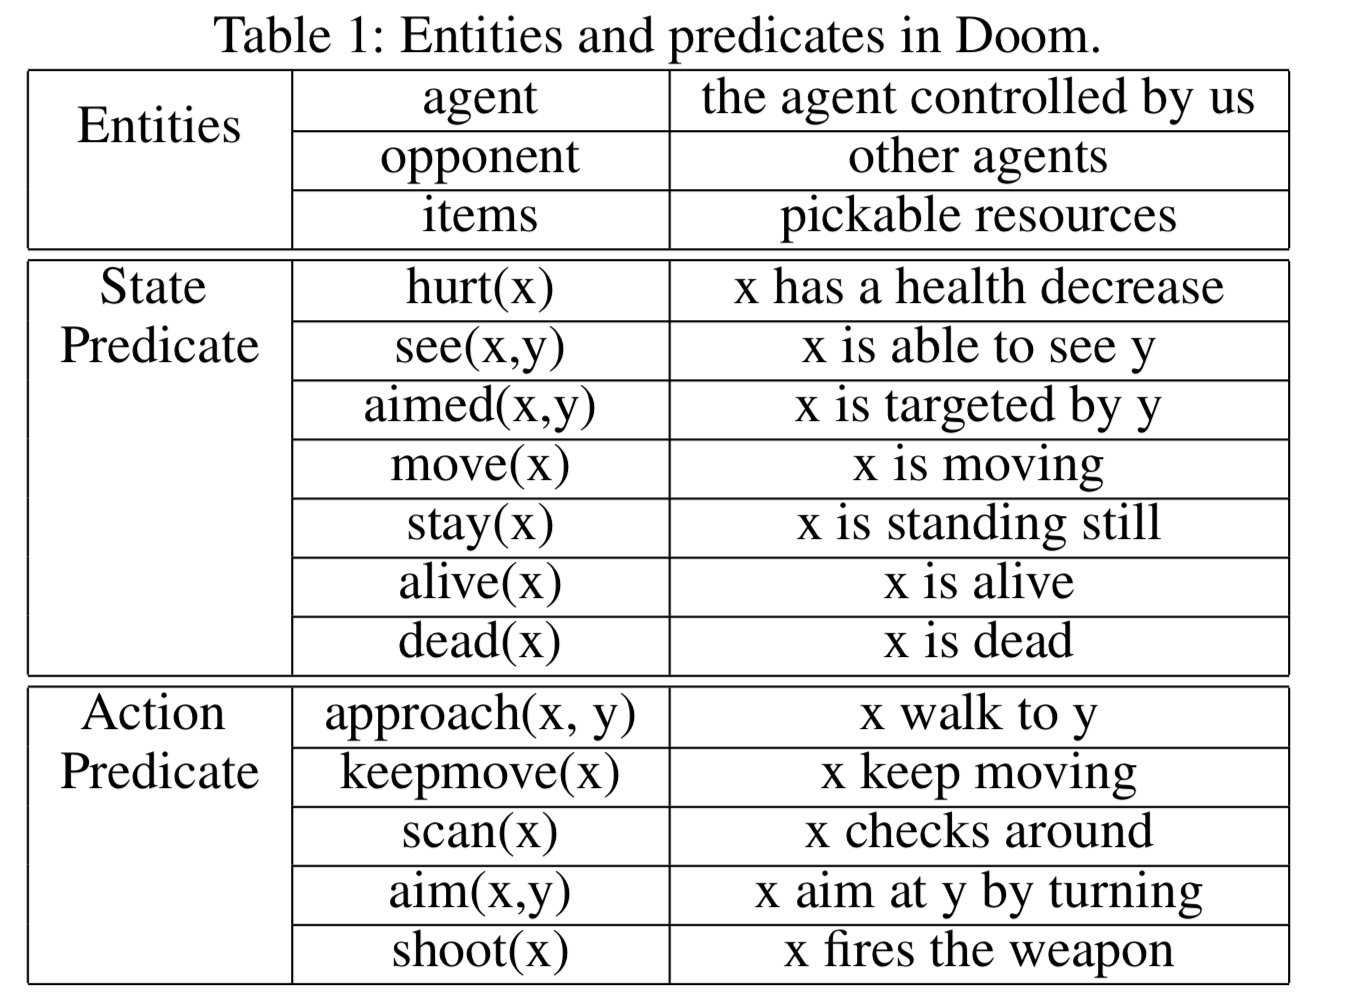 Table 1: Entities and predicates in Doom.
Entities
agent the agent controlled by us
opponent other agents
items pickable resources
State
Predicate
hurt(x) x has a health decrease
see(x,y) x is able to see y
aimed(x,y) x is targeted by y
move(x) x is moving
stay(x) x is standing still
alive(x) x is alive
dead(x) x is dead
Action
Predicate
approach(x, y) x walk to y
keepmove(x) x keep moving
scan(x) x checks around
aim(x,y) x aim at y by turning
shoot(x) x fires the weapon